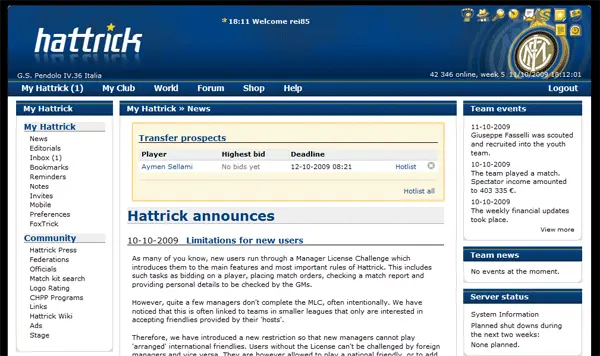 18:11 Welcome rei85
hattrick
G.S. Pendolo IV.36 Italia
42 346 online, week 5 11/10/2009 18:12:01
My Hattrick (1) My Club World Forum Shop Help Logout
My Hattrick
My Hattrick
News
Editorials
Inbox (1)
Bookmarks
Reminders
Notes
Invites
Mobile
Preferences
FoxTrick
Community
Hattrick Press
Federations
Officials
Match kit search
Logo Rating
CHPP Programs
Links
Hattrick Wiki
Ads
Stage
My Hattrick » News
Transfer prospects
Player Highest bid Deadline
Aymen Sellami No bids yet 12-10-2009 08:21 Hotlist
Hotlist all
Hattrick announces
10-10-2009 Limitations for new users
As many of you know, new users run through a Manager License Challenge which
introduces them to the main features and most important rules of Hattrick. This includes
such tasks as bidding on a player, placing match orders, checking a match report and
providing personal details to be checked by the GMs.
However, quite a few managers don't complete the MLC, often intentionally. We have
noticed that this is often linked to teams in smaller leagues that only are interested in
accepting friendlies provided by their 'hosts'.
Therefore, we have introduced a new restriction so that new managers cannot play
'arranged' international friendlies. Users without the License can't be challenged by foreign
managers and vice versa. They are however allowed to play a national friendly, or to add
Team events
11-10-2009
Giuseppe Fasselli was scouted
and recruited into the youth
team.
10-10-2009
The team played a match.
Spectator income amounted
to 403 335 €.
10-10-2009
The weekly financial updates
took place.
View more
Team news
No events at the moment.
Server status
System Information
Planned shut downs during
the next two weeks:
None planned.